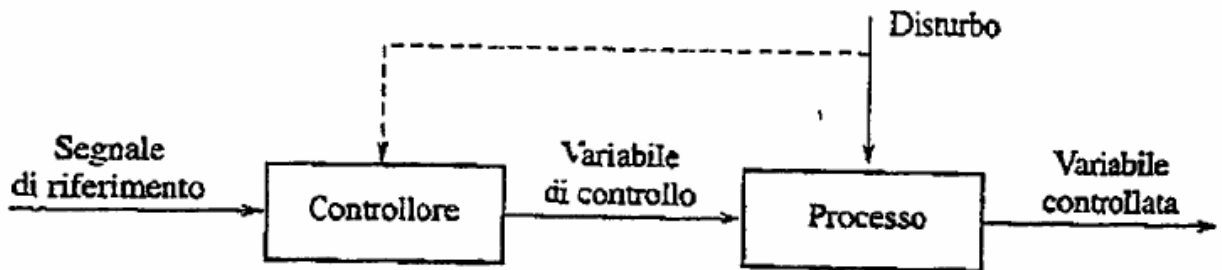 Disturbo
Segnale
di riferimento
Controllore
Variabile
di controllo
Processo
Variabile
controllata